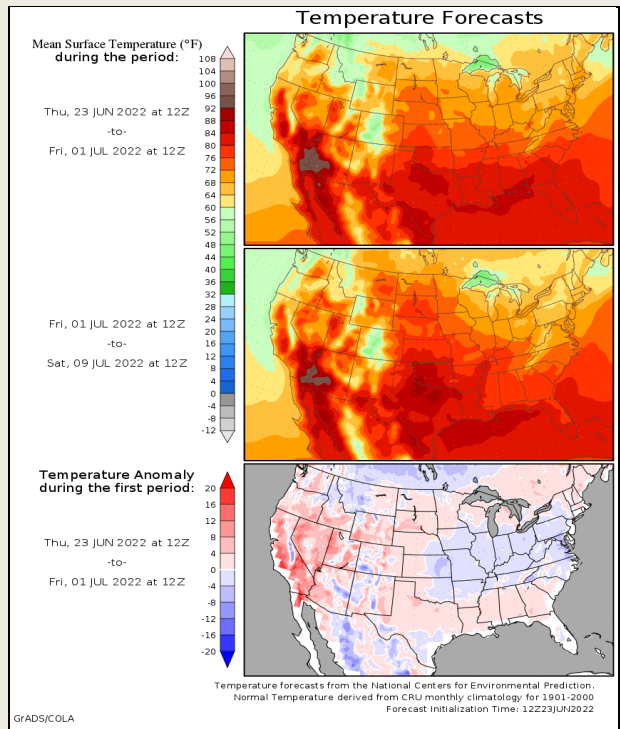 Temperature Forecasts
Mean Surface Temperature (°F)
during the period:
Thu, 23 JUN 2022 at 12Z
-to-
Fri, 01 JUL 2022 at 12Z
108
104
100
96
92
88
84
80
76
72
68
64
60
56
52
48
44
40
36
32
28
24
20
16
12
8
4
0
-4
-8
-12
Fri, 01 JUL 2022 at 12Z
-to-
Sat, 09 JUL 2022 at 12Z
Temperature Anomaly
during the first period:
Thu, 23 JUN 2022 at 12Z
-to-
Fri, 01 JUL 2022 at 12Z
20
16
12
8
4
0
-4
-8
-12
-16
-20
Temperature forecasts from the National Centers for Environmental Prediction.
Normal Temperature derived from CRU monthly climatology for 1901-2000
Forecast Initialization Time: 12Z23JUN2022
GrADS/COLA